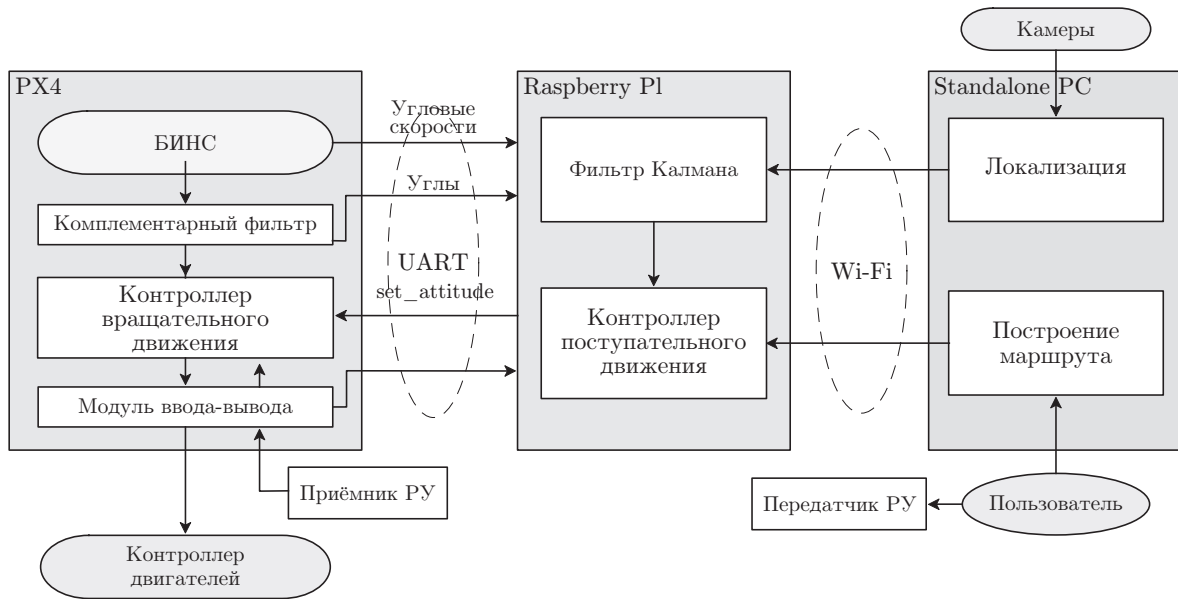 Камеры
PX4
БИНС
Комплементарный фильтр
Контроллер
вращательного
движения
Модуль ввода-вывода
Приёмник РУ
Контроллер
двигателей
Угловые
скорости
Углы
UART
set_attitude
Raspberry Pl
Фильтр Калмана
Контроллер
поступательного
движения
Wi-Fi
Standalone PC
Локализация
Построение
маршрута
Передатчик РУ
Пользователь